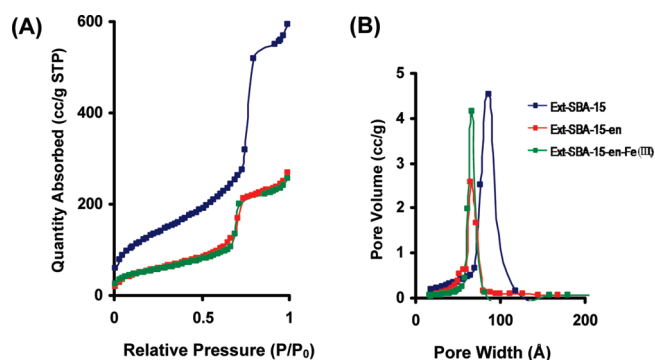 (A)
Quantity Absorbed (cc/g STP)
600
400
200
0
0
0.5
1
Relative Pressure (P/P0)
(B)
Pore Volume (cc/g)
5
4
3
2
1
0
0
100
200
Pore Width (Å)
Ext-SBA-15
Ext-SBA-15-en
Ext-SBA-15-en-Fe(III)